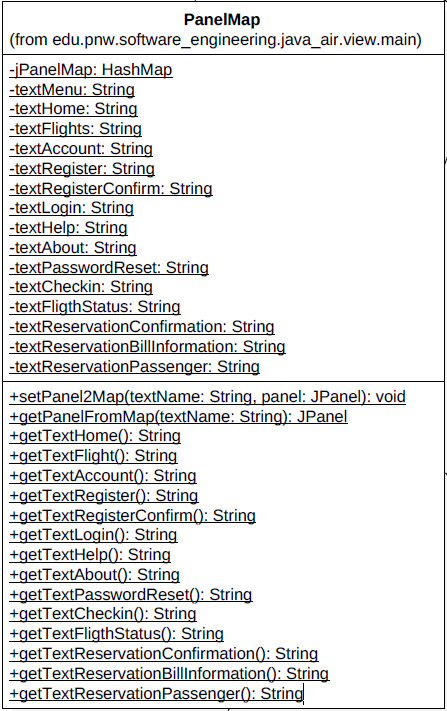 PanelMap
(from edu.pnw.software_engineering.java_air.view.main)
-jPanelMap: HashMap
-textMenu: String
-textHome: String
-textFlights: String
-textAccount: String
-textRegister: String
-textRegisterConfirm: String
-textLogin: String
-textHelp: String
-textAbout: String
-textPasswordReset: String
-textCheckin: String
-textFligthStatus: String
-textReservationConfirmation: String
-textReservationBillInformation: String
-textReservationPassenger: String
+setPanel2Map(textName: String, panel: JPanel): void
+getPanelFromMap(textName: String): JPanel
+getTextHome(): String
+getTextFlight(): String
+getTextAccount(): String
+getTextRegister(): String
+getTextRegisterConfirm(): String
+getTextLogin(): String
+getTextHelp(): String
+getTextAbout(): String
+getTextPasswordReset(): String
+getTextCheckin(): String
+getTextFligthStatus(): String
+getTextReservationConfirmation(): String
+getTextReservationBillInformation(): String
+getTextReservationPassenger(): String